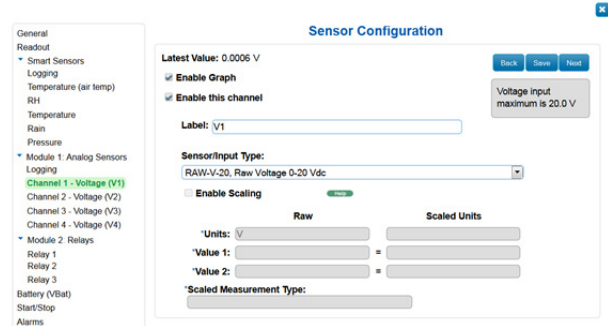 Sensor Configuration
General
Readout
Smart Sensors
Logging
Temperature (air temp)
RH
Temperature
Rain
Pressure
Module 1: Analog Sensors
Logging
Channel 1 - Voltage (V1)
Channel 2 - Voltage (V2)
Channel 3 - Voltage (V3)
Channel 4 - Voltage (V4)
Module 2: Relays
Relay 1
Relay 2
Relay 3
Battery (VBat)
Start/Stop
Alarms
Latest Value: 0.0006 V
Back Save Next
Enable Graph
Enable this channel
Voltage input
maximum is 20.0 V
Label: V1
Sensor/Input Type:
RAW-V-20, Raw Voltage 0-20 Vdc
Enable Scaling Help
Raw Scaled Units
*Units: V
*Value 1: =
*Value 2: =
*Scaled Measurement Type: